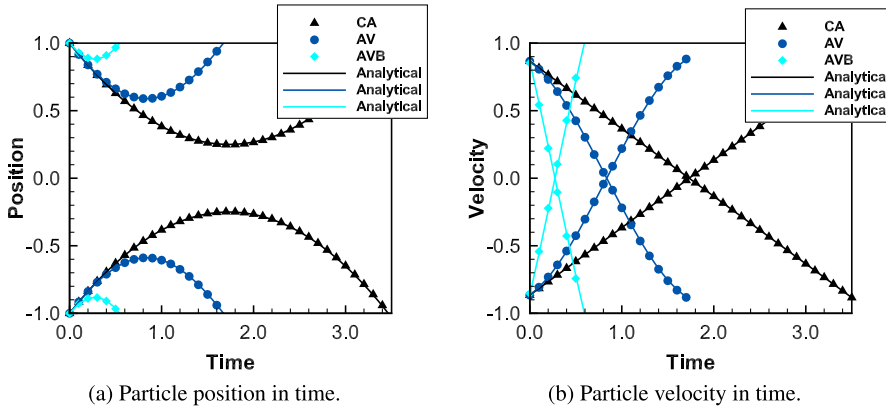 CA
AV
AVB
Analytical
Analytical
Analytical
1.0
0.5
0.0
-0.5
-1.0
Position
0.0
1.0
2.0
3.0
Time
(a) Particle position in time.
CA
AV
AVB
Analytical
Analytical
Analytical
1.0
0.5
0.0
-0.5
-1.0
Velocity
0.0
1.0
2.0
3.0
Time
(b) Particle velocity in time.